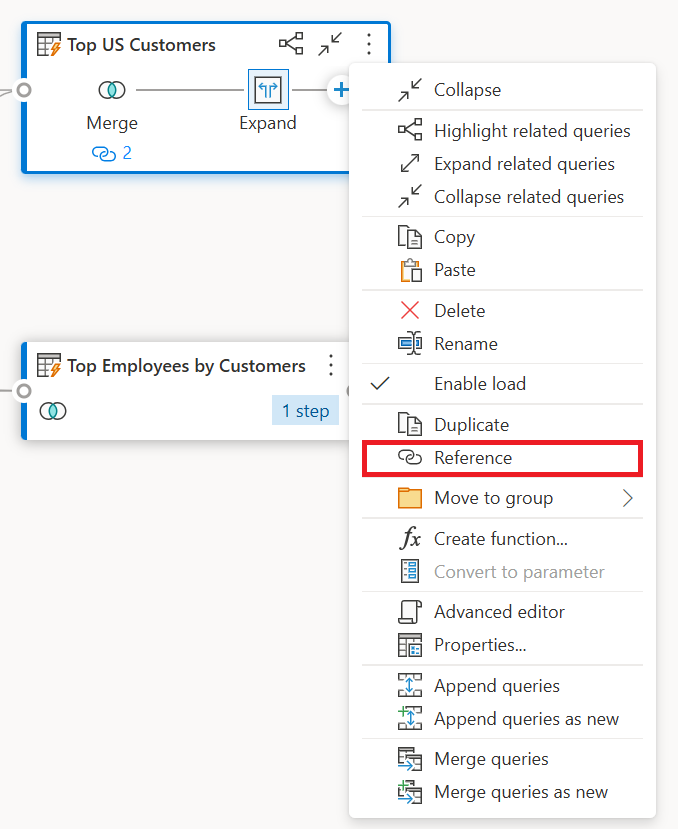 Top US Customers
Merge
Expand
2
Top Employees by Customers
1 step
Collapse
Highlight related queries
Expand related queries
Collapse related queries
Copy
Paste
Delete
Rename
Enable load
Duplicate
Reference
Move to group
fx Create function...
Convert to parameter
Advanced editor
Properties...
Append queries
Append queries as new
Merge queries
Merge queries as new